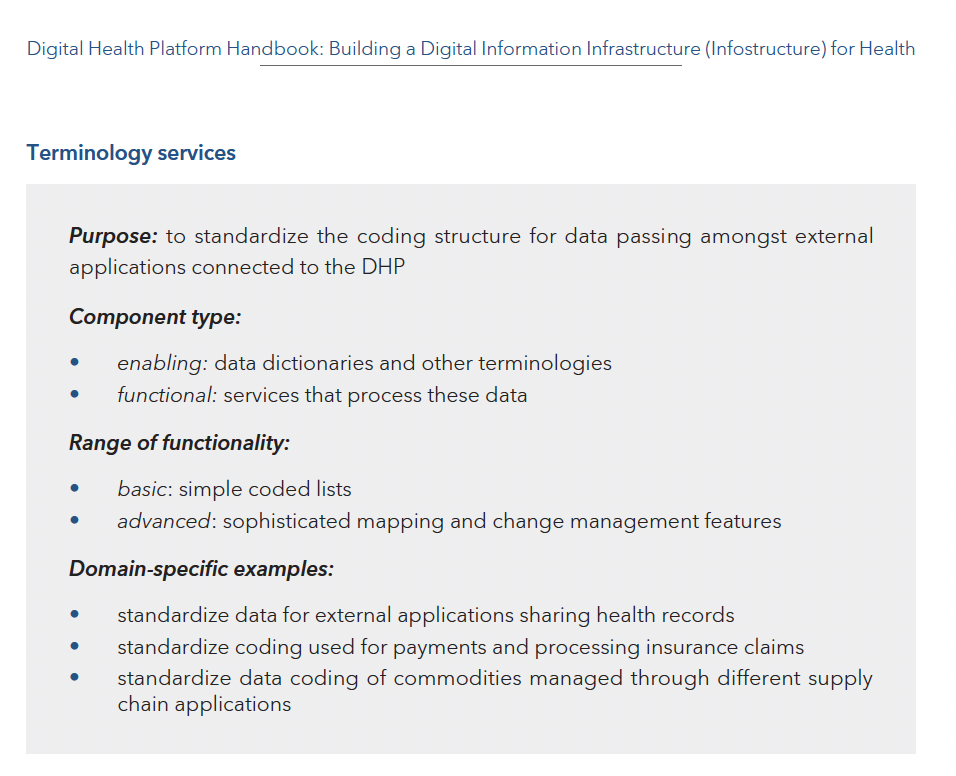 Digital Health Platform Handbook: Building a Digital Information Infrastructure (Infostructure) for Health
Terminology services
Purpose: to standardize the coding structure for data passing amongst external
applications connected to the DHP
Component type:
• enabling: data dictionaries and other terminologies
• functional: services that process these data
Range of functionality:
• basic: simple coded lists
• advanced: sophisticated mapping and change management features
Domain-specific examples:
• standardize data for external applications sharing health records
• standardize coding used for payments and processing insurance claims
• standardize data coding of commodities managed through different supply
chain applications